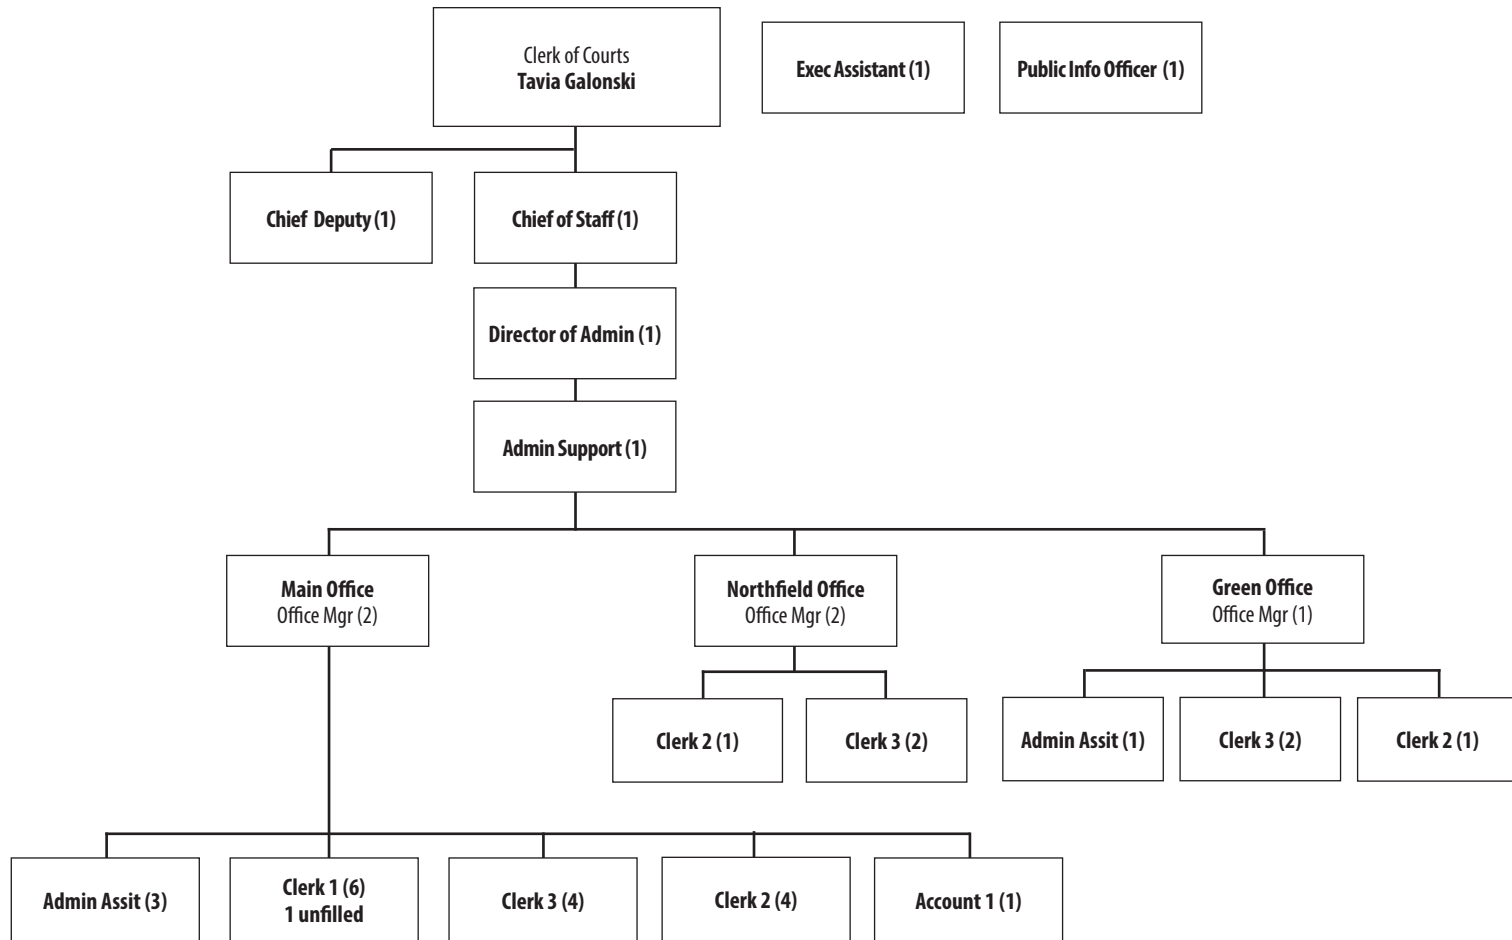 Clerk of Courts
Tavia Galonski
Exec Assistant (1)
Public Info Officer (1)
Chief Deputy (1)
Chief of Staff (1)
Director of Admin (1)
Admin Support (1)
Main Office
Office Mgr (2)
Northfield Office
Office Mgr (2)
Green Office
Office Mgr (1)
Clerk 2 (1)
Clerk 3 (2)
Admin Assit (1)
Clerk 3 (2)
Clerk 2 (1)
Admin Assit (3)
Clerk 1 (6)
1 unfilled
Clerk 3 (4)
Clerk 2 (4)
Account 1 (1)